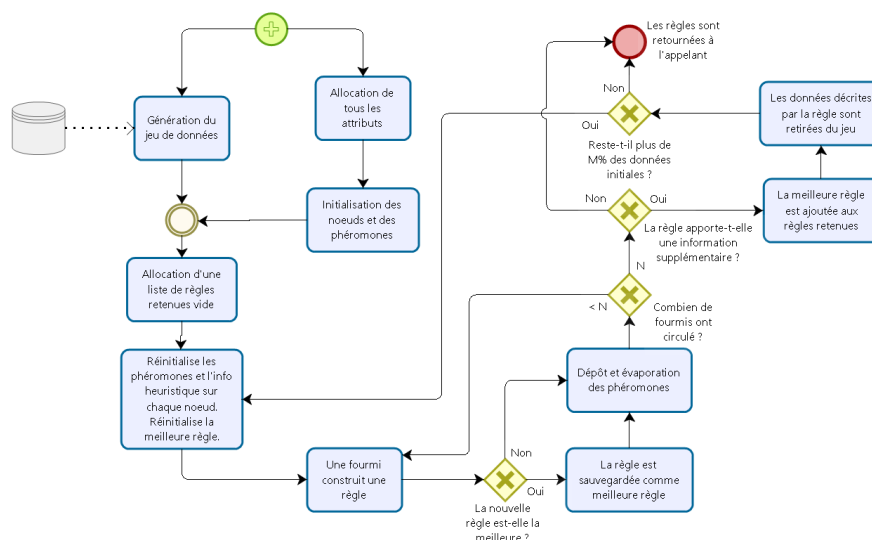 Génération du
jeu de données
Allocation de
tous les
attributs
Initialisation des
noeuds et des
phéromones
Allocation d'une
liste de règles
retenues vide
Réinitialise les
phéromones et l'info
heuristique sur
chaque noeud.
Réinitialise la
meilleure règle.
Une fourmi
construit une
règle
La nouvelle
règle est-elle la
meilleure ?
Non
Oui
La règle est
sauvegardée comme
meilleure règle
Dépôt et évaporation
des phéromones
Combien de
fourmis ont
circulé ?
< N
N
La règle apporte-t-elle
une information
supplémentaire ?
Non
Oui
La meilleure règle
est ajoutée aux
règles retenues
Les données décrites
par la règle sont
retirées du jeu
Reste-t-il plus de
M% des données
initiales ?
Oui
Non
Les règles sont
retournées à
l'appelant